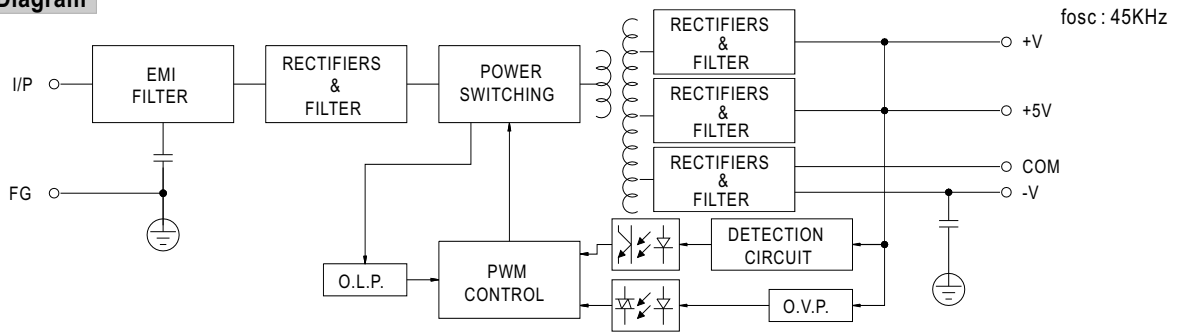 Diagram
fosc : 45KHz
I/P
EMI
FILTER
RECTIFIERS
&
FILTER
POWER
SWITCHING
RECTIFIERS
&
FILTER
+V
RECTIFIERS
&
FILTER
+5V
RECTIFIERS
&
FILTER
COM
-V
FG
O.L.P.
PWM
CONTROL
DETECTION
CIRCUIT
O.V.P.